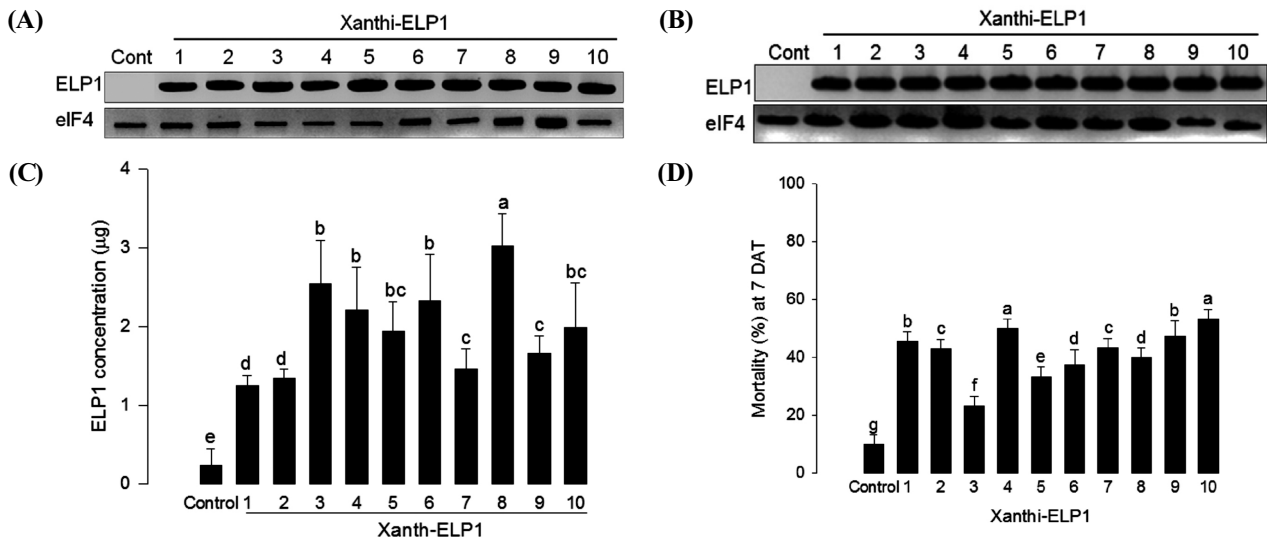 (A)
Xanthi-ELP1
Cont 1 2 3 4 5 6 7 8 9 10
ELP1
eIF4
(B)
Xanthi-ELP1
Cont 1 2 3 4 5 6 7 8 9 10
ELP1
eIF4
(C)
ELP1 concentration (μg)
4
3
2
1
0
e d d b b bc b c a c bc
Control 1 2 3 4 5 6 7 8 9 10
Xanth-ELP1
(D)
Mortality (%) at 7 DAT
100
80
60
40
20
0
g b c f a e d c d b a
Control 1 2 3 4 5 6 7 8 9 10
Xanthi-ELP1